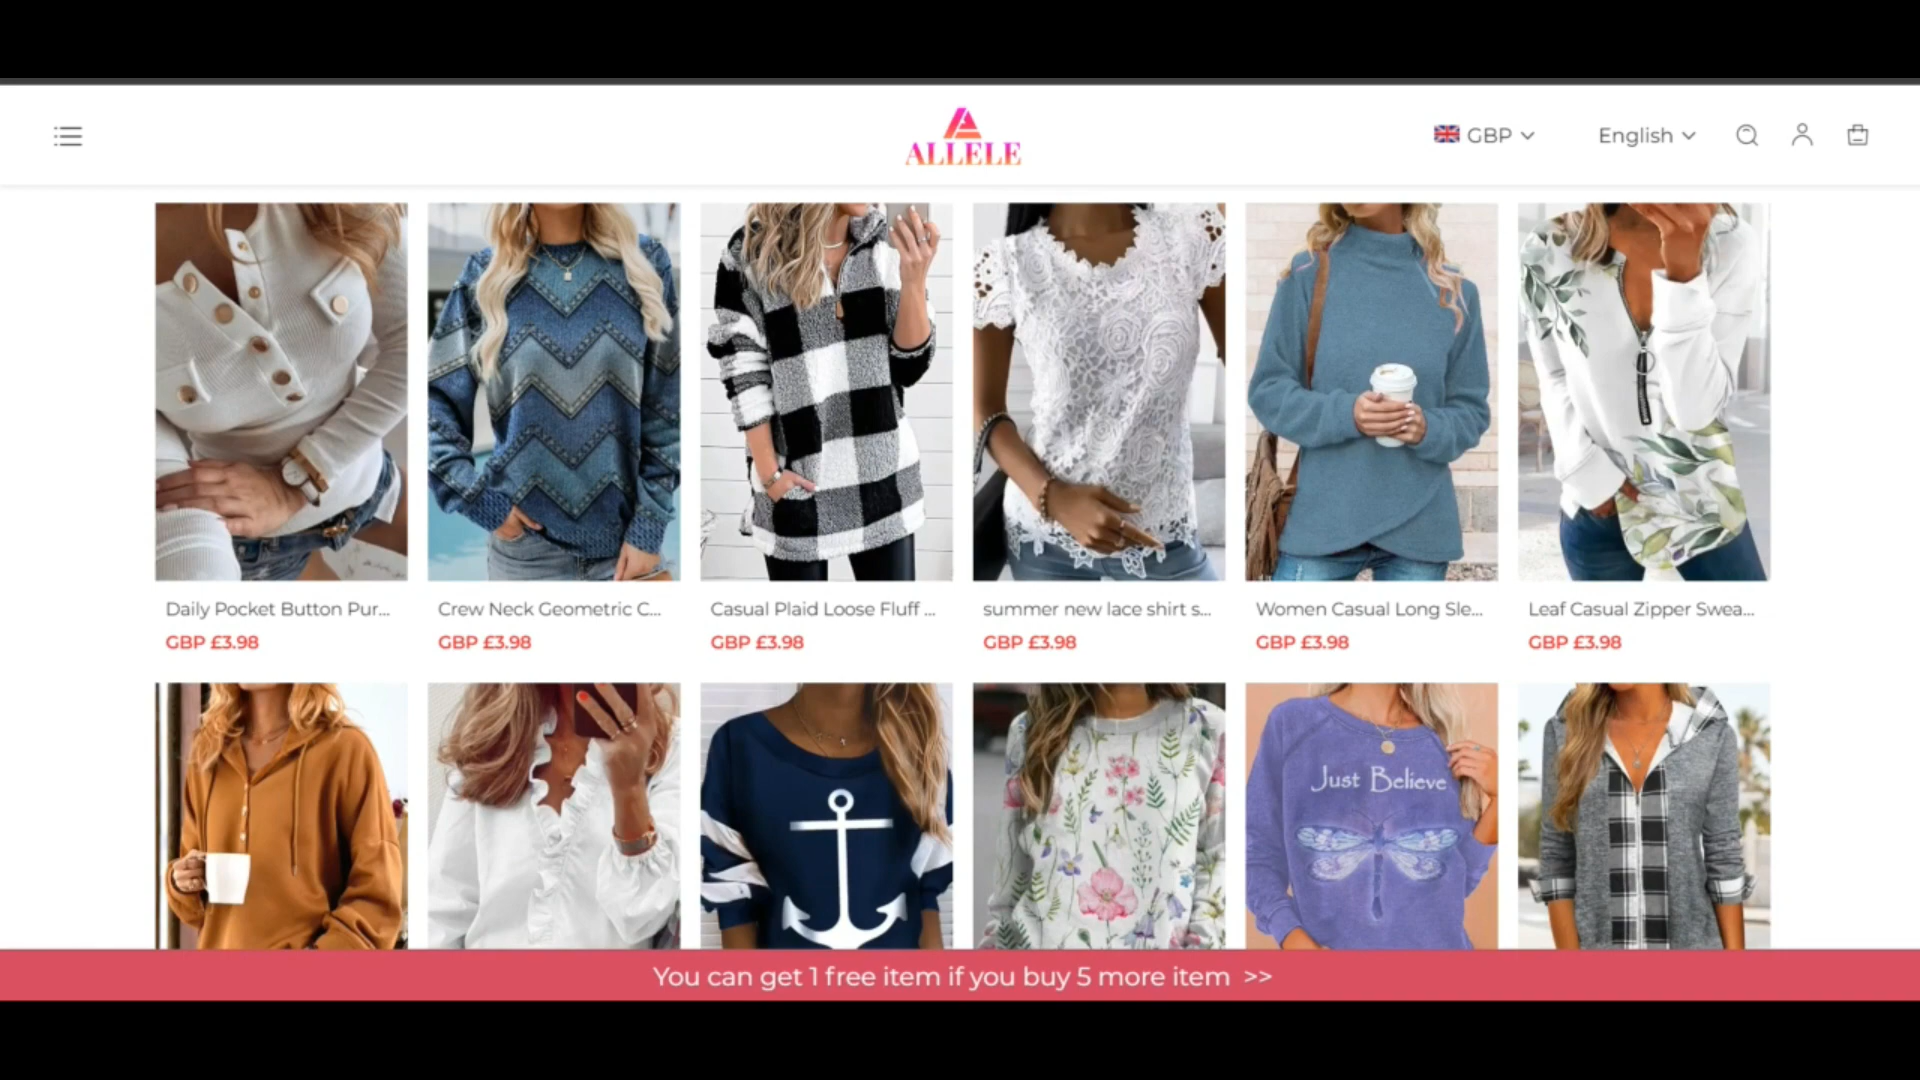 ALLELE
GBP
English
Daily Pocket Button Pur...
Crew Neck Geometric C...
Casual Plaid Loose Fluff ...
summer new lace shirt s...
Women Casual Long Sle...
Leaf Casual Zipper Swea...
GBP £3.98
GBP £3.98
GBP £3.98
GBP £3.98
GBP £3.98
GBP £3.98
Just Believe
You can get 1 free item if you buy 5 more item >>